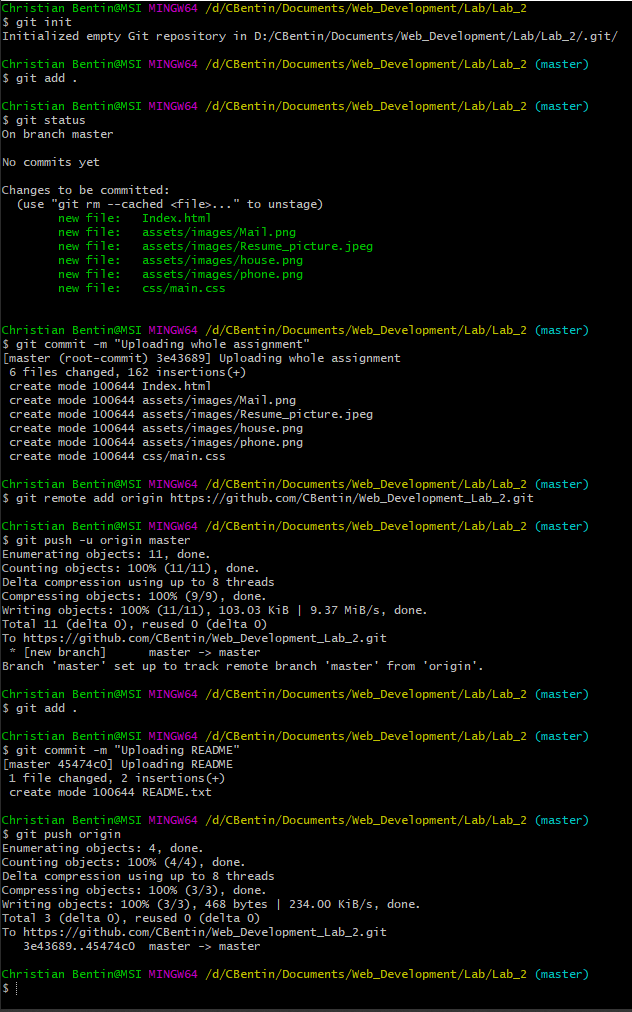 Christian Bentin@MSI MINGW64 /d/CBentin/Documents/Web_Development/Lab/Lab_2
$ git init
Initialized empty Git repository in D:/CBentin/Documents/Web_Development/Lab/Lab_2/.git/
Christian Bentin@MSI MINGW64 /d/CBentin/Documents/Web_Development/Lab/Lab_2 (master)
$ git add .
Christian Bentin@MSI MINGW64 /d/CBentin/Documents/Web_Development/Lab/Lab_2 (master)
$ git status
On branch master
No commits yet
Changes to be committed:
  (use "git rm --cached <file>..." to unstage)
        new file:   Index.html
        new file:   assets/images/Mail.png
        new file:   assets/images/Resume_picture.jpeg
        new file:   assets/images/house.png
        new file:   assets/images/phone.png
        new file:   css/main.css
Christian Bentin@MSI MINGW64 /d/CBentin/Documents/Web_Development/Lab/Lab_2 (master)
$ git commit -m "Uploading whole assignment"
[master (root-commit) 3e43689] Uploading whole assignment
 6 files changed, 162 insertions(+)
 create mode 100644 Index.html
 create mode 100644 assets/images/Mail.png
 create mode 100644 assets/images/Resume_picture.jpeg
 create mode 100644 assets/images/house.png
 create mode 100644 assets/images/phone.png
 create mode 100644 css/main.css
Christian Bentin@MSI MINGW64 /d/CBentin/Documents/Web_Development/Lab/Lab_2 (master)
$ git remote add origin https://github.com/CBentin/Web_Development_Lab_2.git
Christian Bentin@MSI MINGW64 /d/CBentin/Documents/Web_Development/Lab/Lab_2 (master)
$ git push -u origin master
Enumerating objects: 11, done.
Counting objects: 100% (11/11), done.
Delta compression using up to 8 threads
Compressing objects: 100% (9/9), done.
Writing objects: 100% (11/11), 103.03 KiB | 9.37 MiB/s, done.
Total 11 (delta 0), reused 0 (delta 0)
To https://github.com/CBentin/Web_Development_Lab_2.git
 * [new branch]      master -> master
Branch 'master' set up to track remote branch 'master' from 'origin'.
Christian Bentin@MSI MINGW64 /d/CBentin/Documents/Web_Development/Lab/Lab_2 (master)
$ git add .
Christian Bentin@MSI MINGW64 /d/CBentin/Documents/Web_Development/Lab/Lab_2 (master)
$ git commit -m "Uploading README"
[master 45474c0] Uploading README
 1 file changed, 2 insertions(+)
 create mode 100644 README.txt
Christian Bentin@MSI MINGW64 /d/CBentin/Documents/Web_Development/Lab/Lab_2 (master)
$ git push origin
Enumerating objects: 4, done.
Counting objects: 100% (4/4), done.
Delta compression using up to 8 threads
Compressing objects: 100% (3/3), done.
Writing objects: 100% (3/3), 468 bytes | 234.00 KiB/s, done.
Total 3 (delta 0), reused 0 (delta 0)
To https://github.com/CBentin/Web_Development_Lab_2.git
   3e43689..45474c0  master -> master
Christian Bentin@MSI MINGW64 /d/CBentin/Documents/Web_Development/Lab/Lab_2 (master)
$